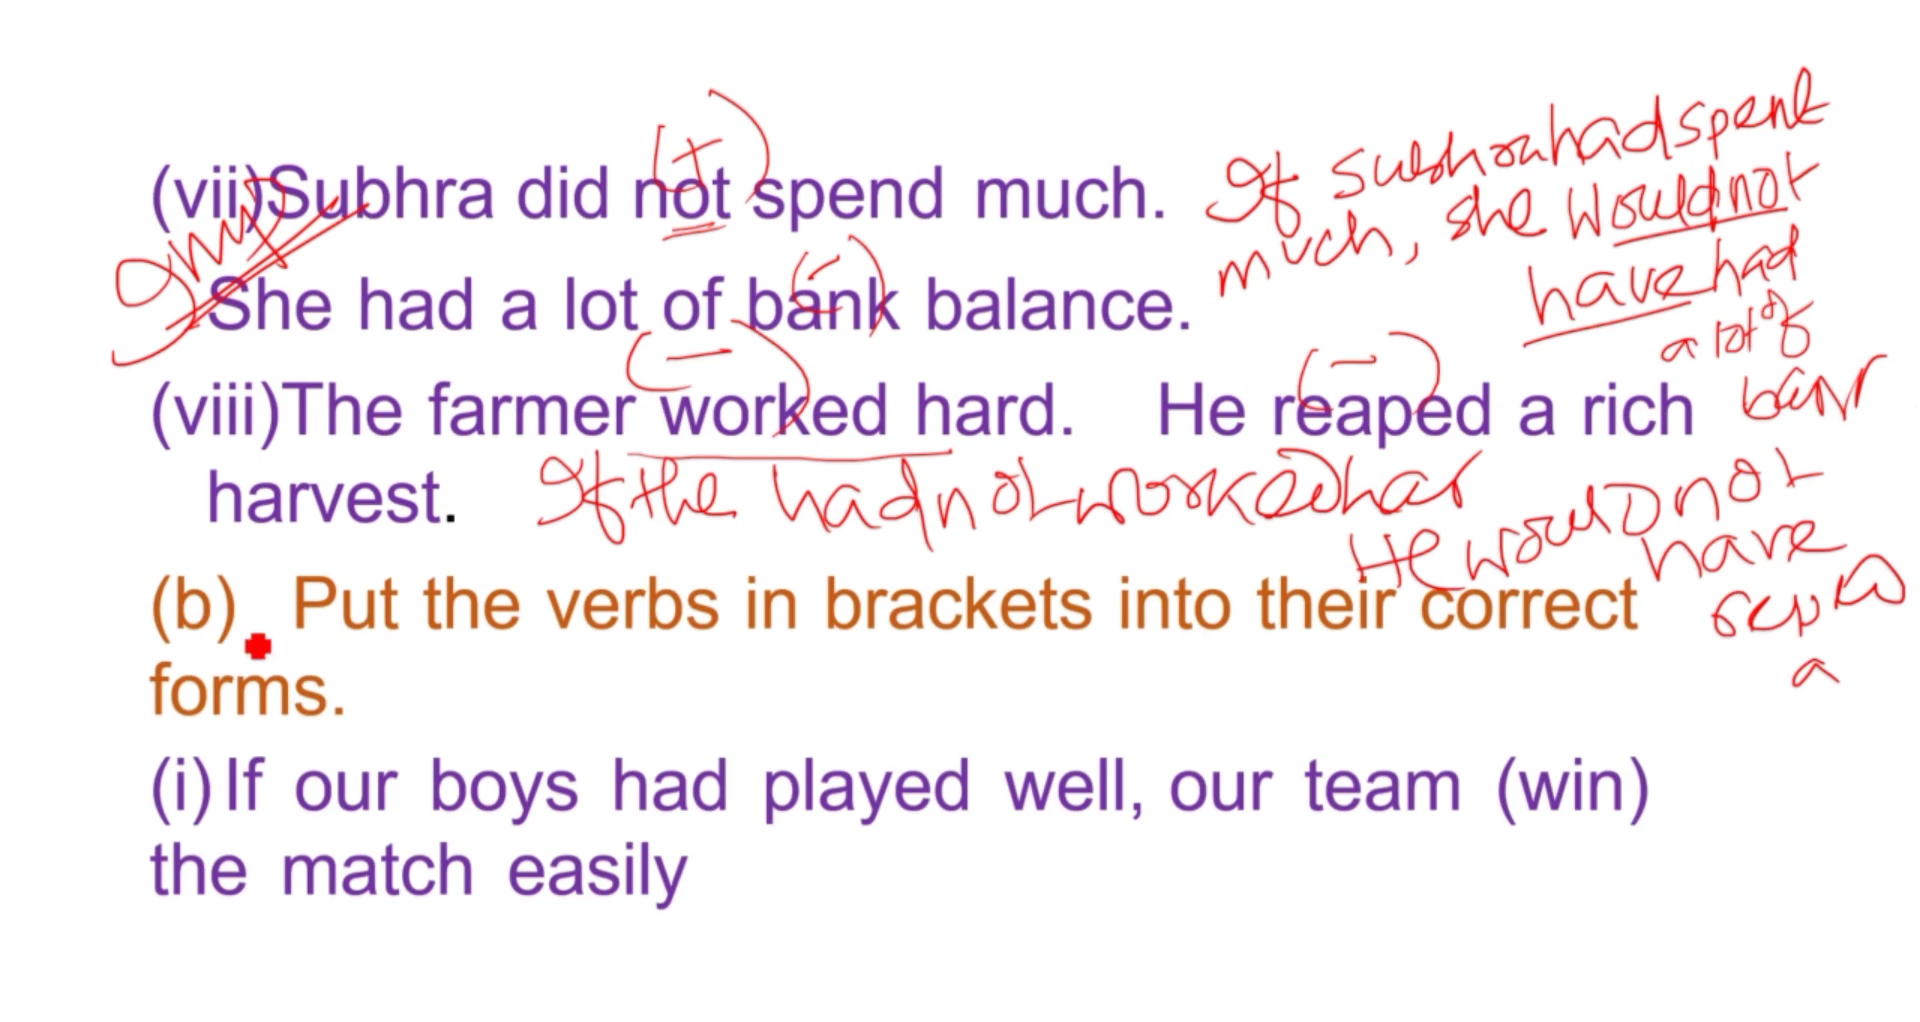 (vii)Subhra did not spend much.
(+)
If Subhra had spent
much, she would not
have had
a lot of
She had a lot of bank balance.
(-)
(viii)The farmer worked hard. He reaped a rich
(-) (-)
harvest.
If the had not worked har
He would not
have
a
(b). Put the verbs in brackets into their correct
forms.
(i) If our boys had played well, our team (win)
the match easily